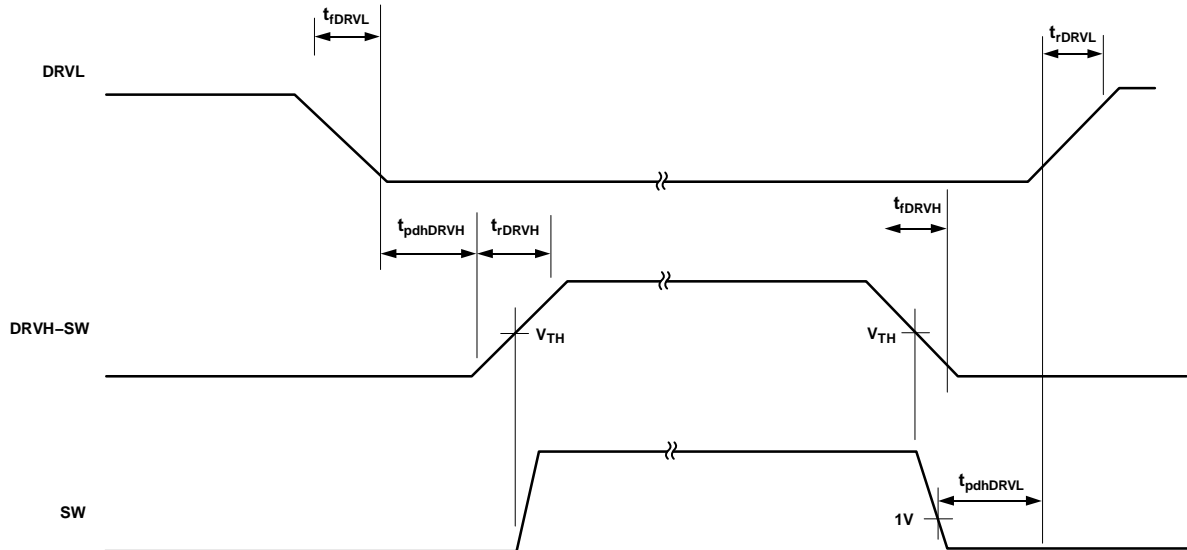 tfDRVL
trDRVL
DRVL
tfDRVH
tpdhDRVH
trDRVH
DRVH–SW
VTH
VTH
tpdhDRVL
SW
1V